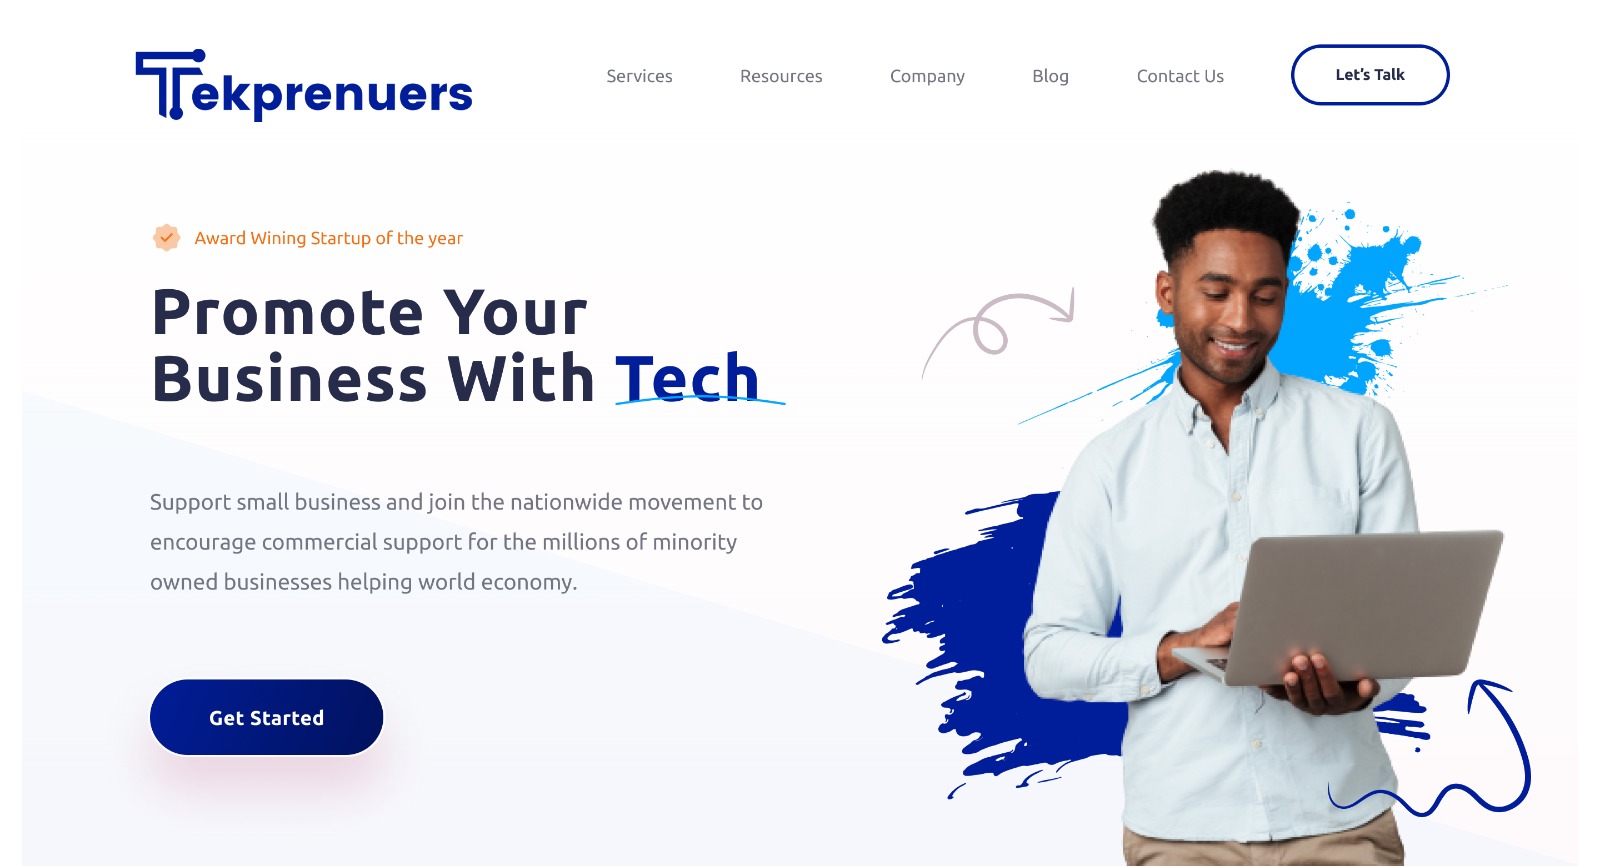 Tekprenuers
Services Resources Company Blog Contact Us Let's Talk
Award Wining Startup of the year
Promote Your
Business With Tech
Support small business and join the nationwide movement to
encourage commercial support for the millions of minority
owned businesses helping world economy.
Get Started